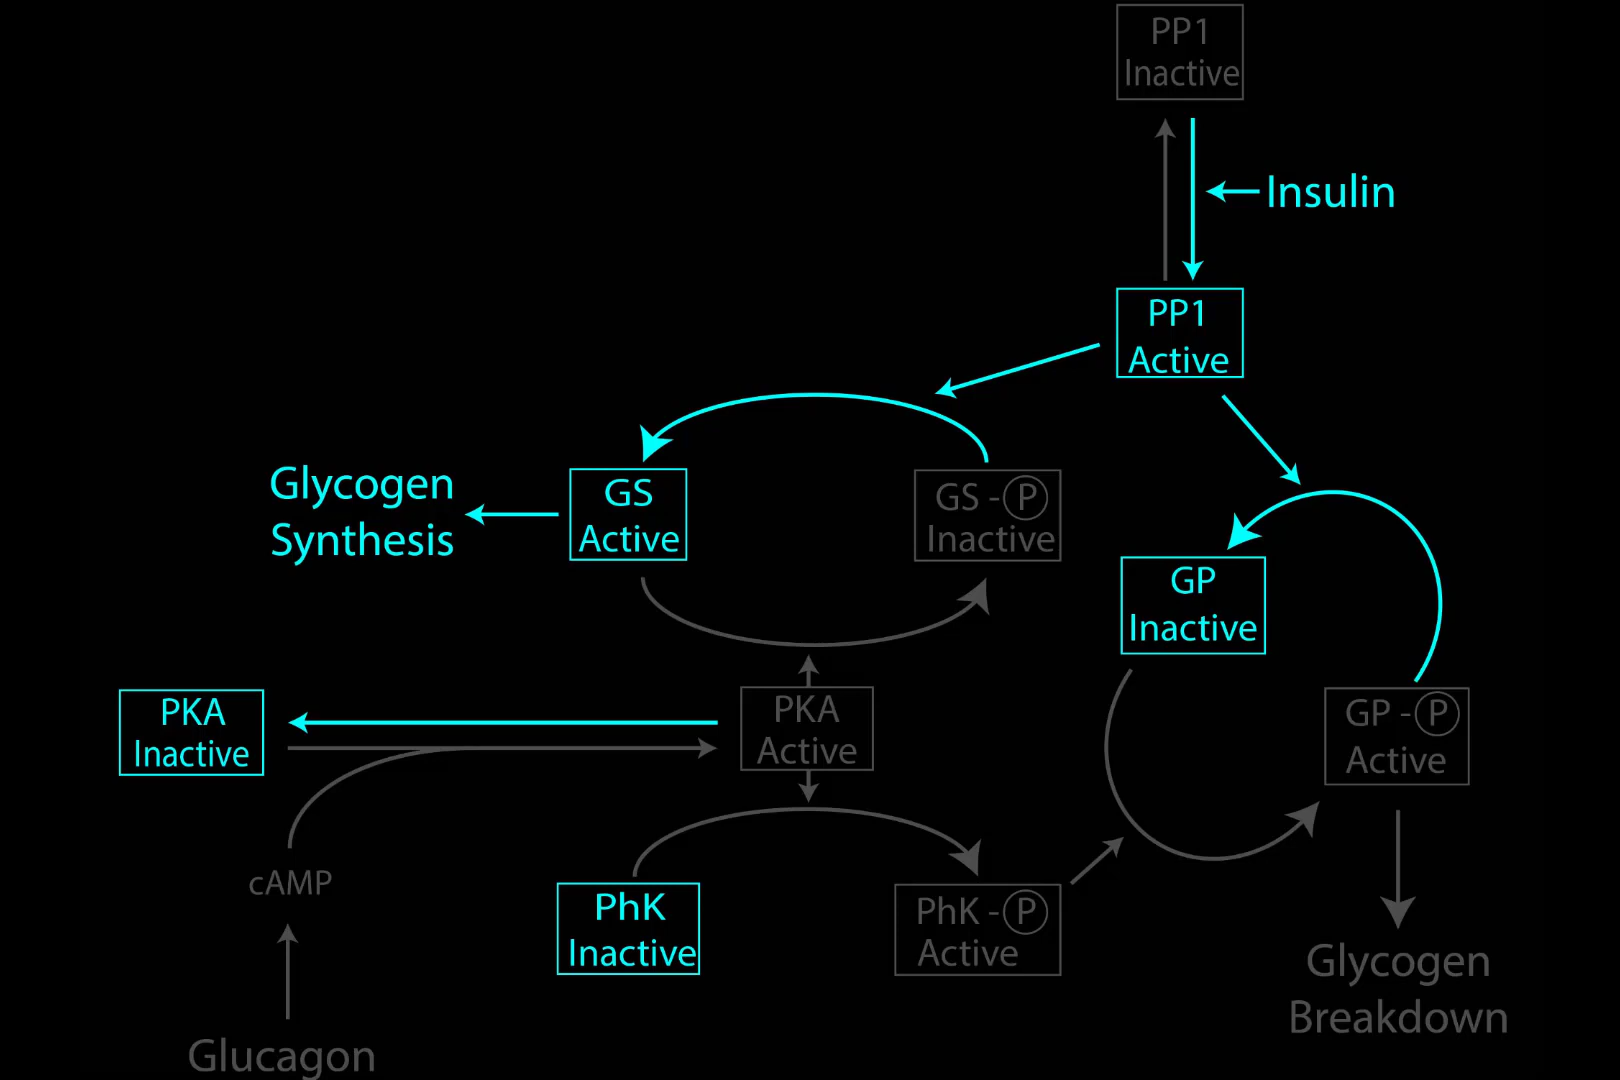 PP1
Inactive
Insulin
PP1
Active
Glycogen
Synthesis
GS
Active
GS - P
Inactive
GP
Inactive
PKA
Inactive
PKA
Active
GP - P
Active
cAMP
PhK
Inactive
PhK - P
Active
Glycogen
Breakdown
Glucagon